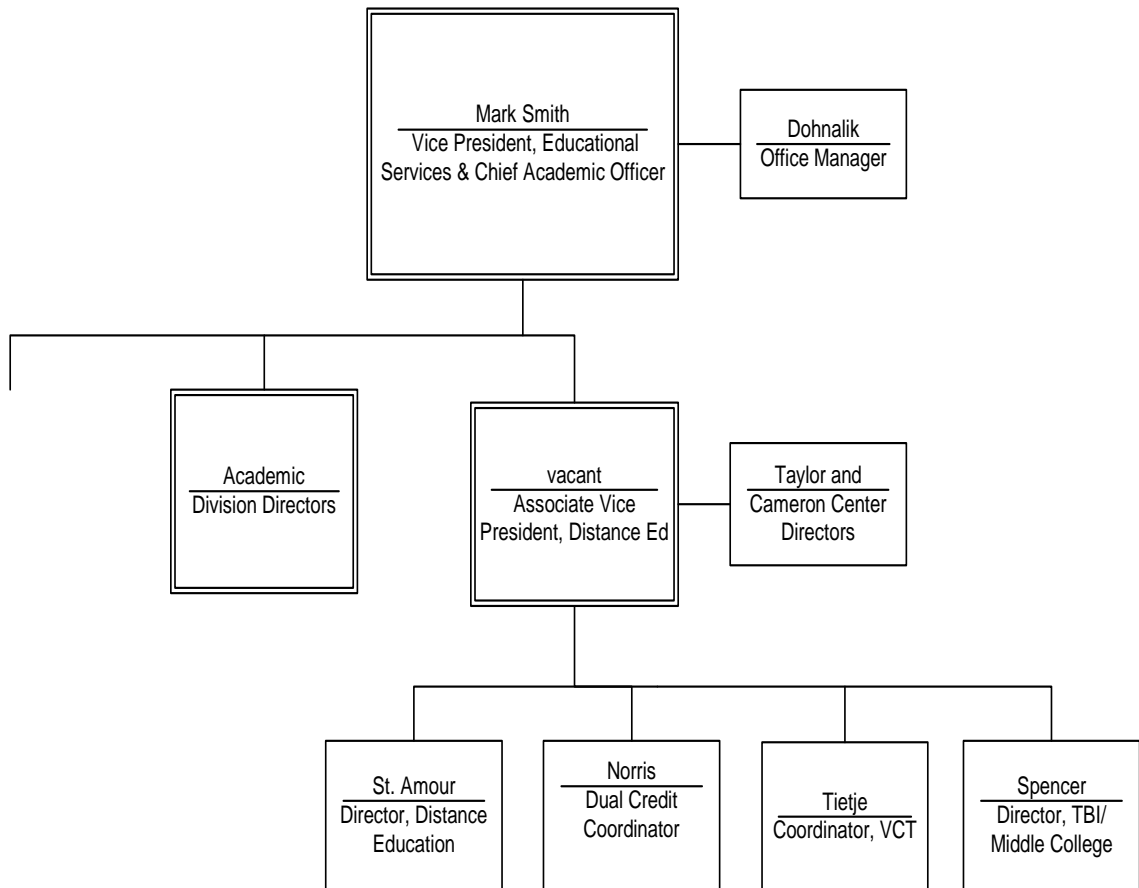 Mark Smith
Vice President, Educational
Services & Chief Academic Officer
Dohnalik
Office Manager
Academic
Division Directors
vacant
Associate Vice
President, Distance Ed
Taylor and
Cameron Center
Directors
St. Amour
Director, Distance
Education
Norris
Dual Credit
Coordinator
Tietje
Coordinator, VCT
Spencer
Director, TBI/
Middle College